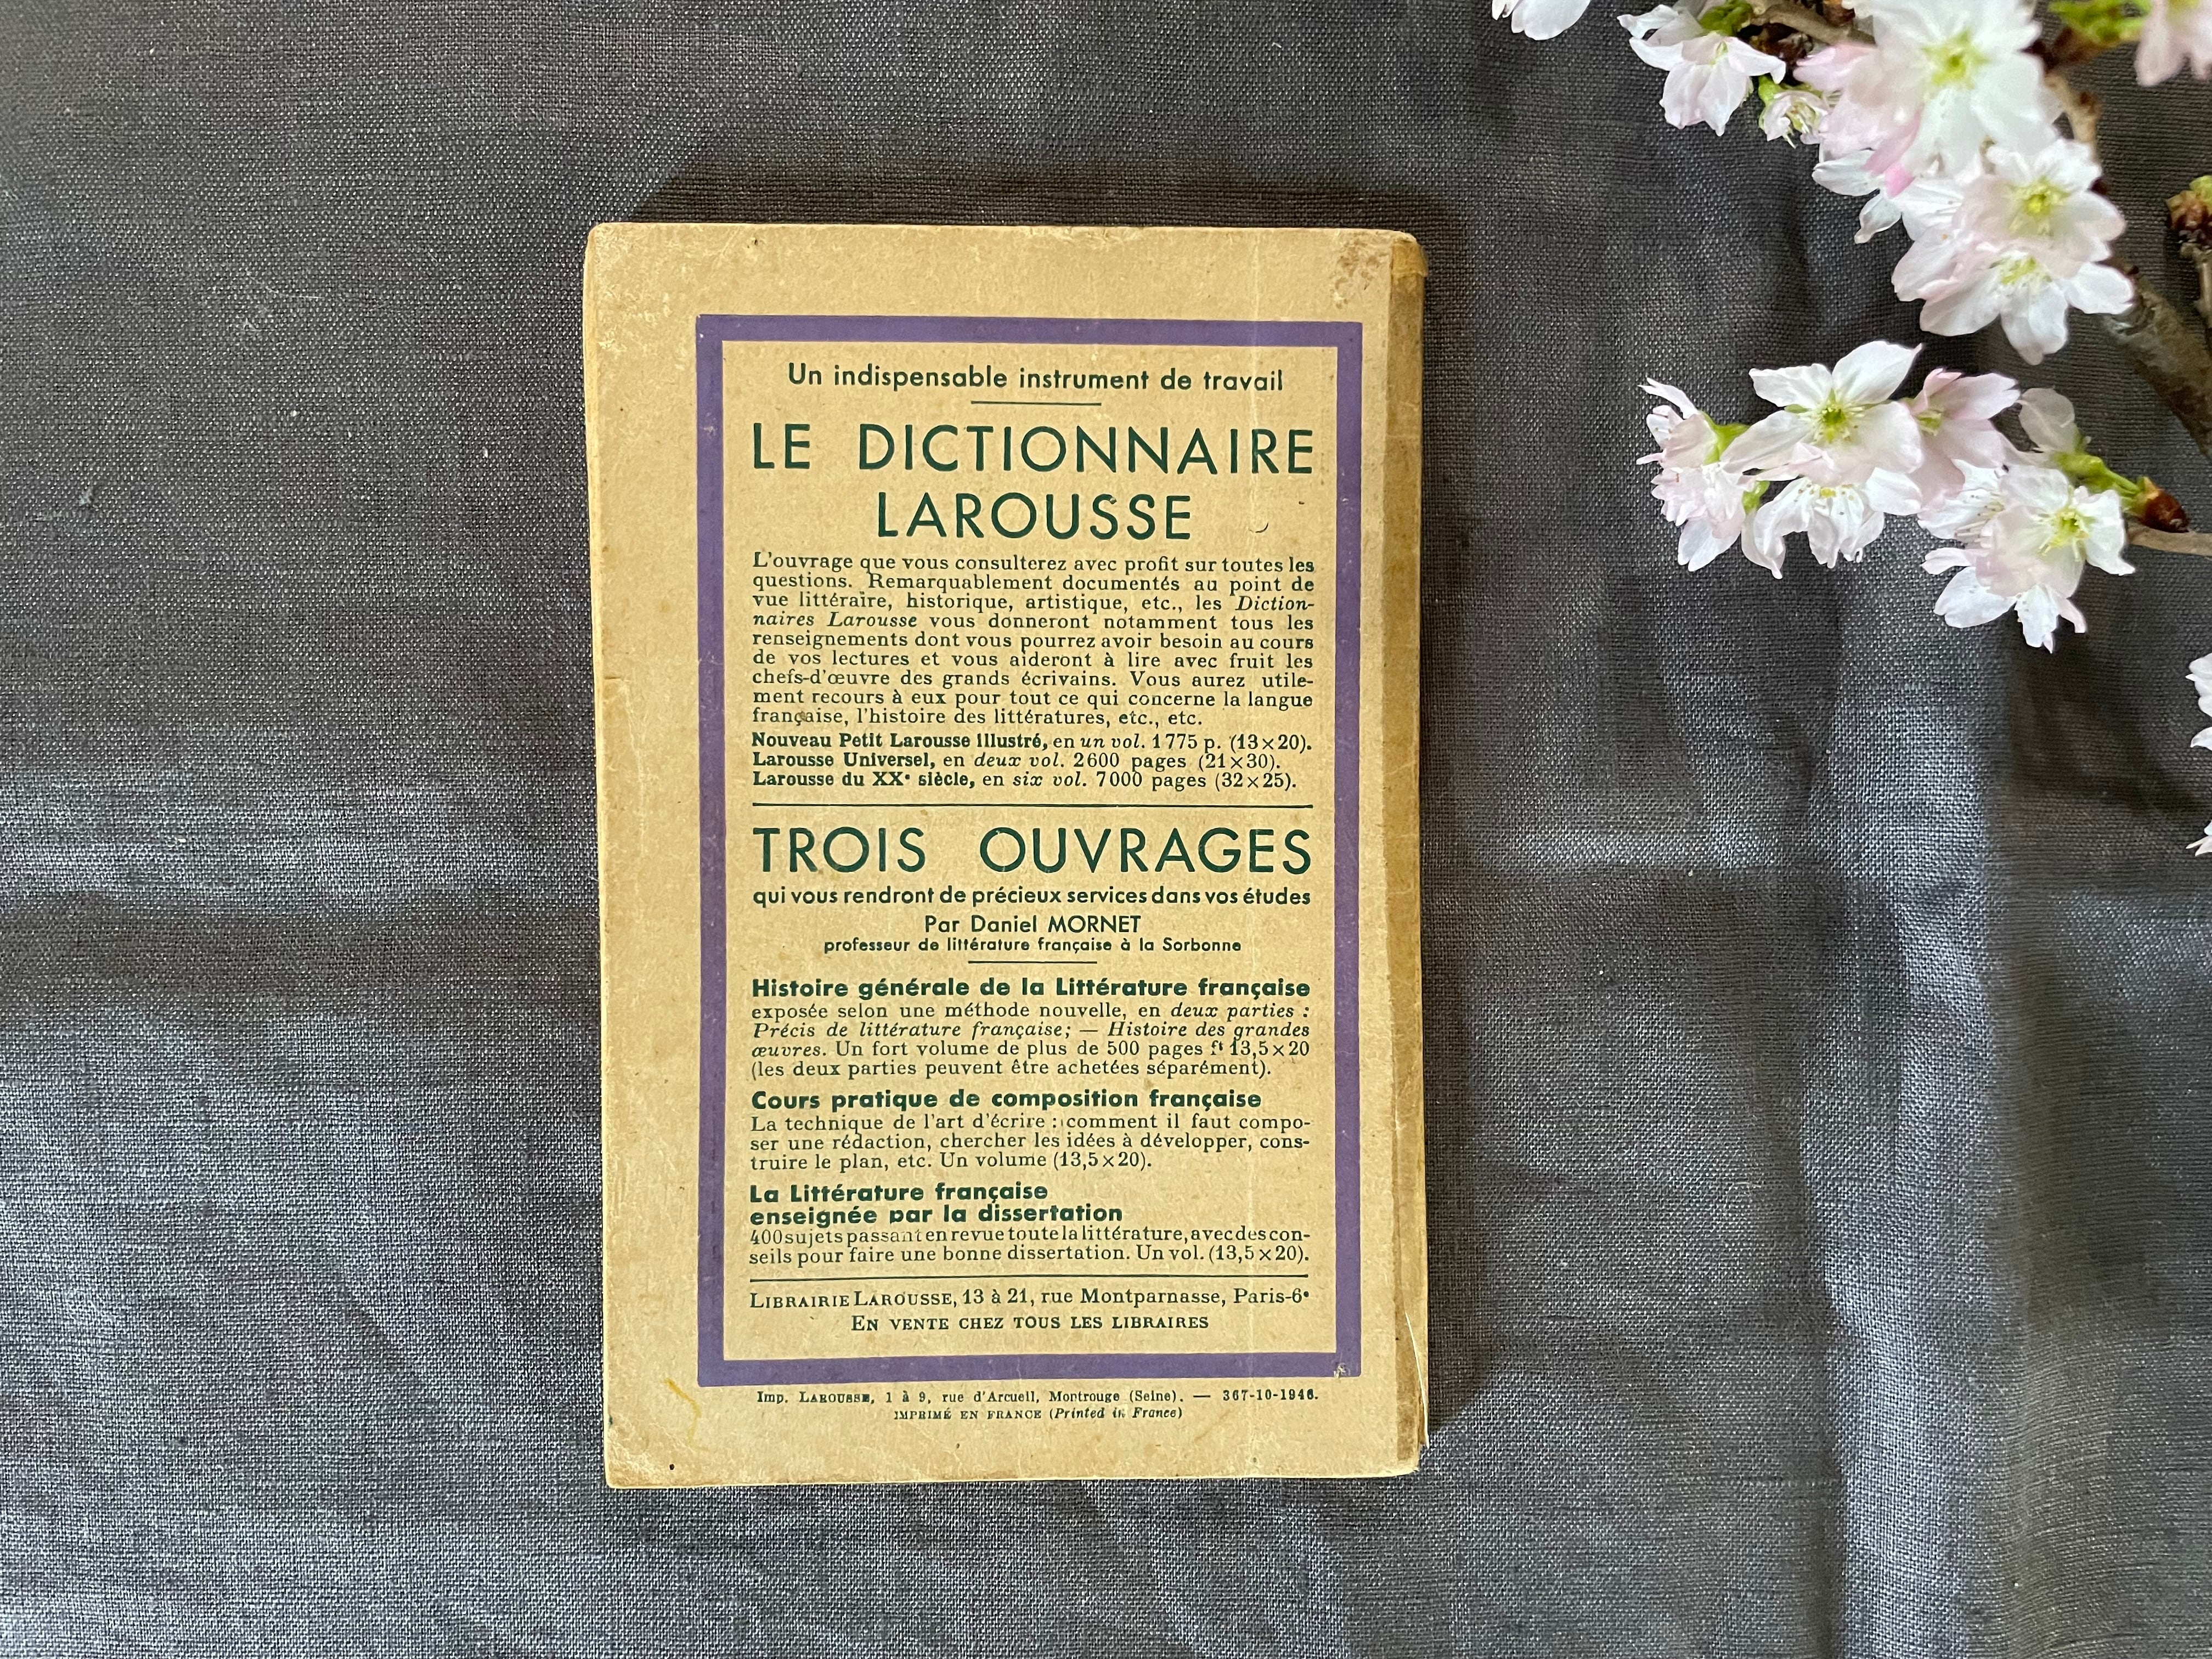 Un indispensable instrument de travail
LE DICTIONNAIRE
LAROUSSE
L'ouvrage que vous consulterez avec profit sur toutes les
questions. Remarquablement documentés au point de
vue littéraire, historique, artistique, etc., les Diction-
naires Larousse vous donneront notamment tous les
renseignements dont vous pourrez avoir besoin au cours
de vos lectures et vous aideront à lire avec fruit les
chefs-d'œuvre des grands écrivains. Vous aurez utile-
ment recours à eux pour tout ce qui concerne la langue
française, l'histoire des littératures, etc., etc.
Nouveau Petit Larousse Illustré, en un vol. 1775 p. (13×20).
Larousse Universel, en deux vol. 2600 pages (21×30).
Larousse du XXe siècle, en six vol. 7000 pages (32×25).
TROIS OUVRAGES
qui vous rendront de précieux services dans vos études
Par Daniel MORNET
professeur de littérature française à la Sorbonne
Histoire générale de la Littérature française
exposée selon une méthode nouvelle, en deux parties :
Précis de littérature française; — Histoire des grandes
œuvres. Un fort volume de plus de 500 pages ft 13,5×20
(les deux parties peuvent être achetées séparément).
Cours pratique de composition française
La technique de l'art d'écrire : comment il faut compo-
ser une rédaction, chercher les idées à développer, cons-
truire le plan, etc. Un volume (13,5×20).
La Littérature française
enseignée par la dissertation
400 sujets passant en revue toute la littérature, avec des con-
seils pour faire une bonne dissertation. Un vol. (13,5×20).
LIBRAIRIE LAROUSSE, 13 à 21, rue Montparnasse, Paris-6e
EN VENTE CHEZ TOUS LES LIBRAIRES
Imp. LAROUSSE, 1 à 9, rue d'Arcueil, Montrouge (Seine). — 367-10-1946.
IMPRIMÉ EN FRANCE (Printed in France)